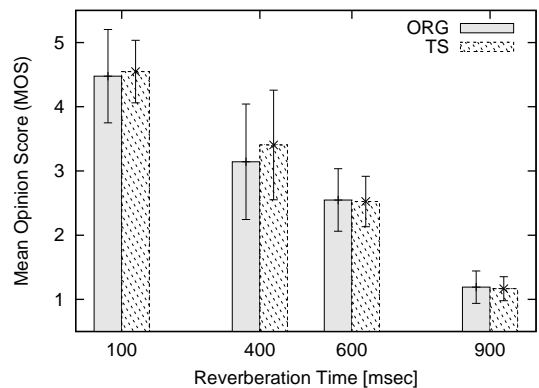 ORG
TS
5
4
3
2
1
Mean Opinion Score (MOS)
100 400 600 900
Reverberation Time [msec]